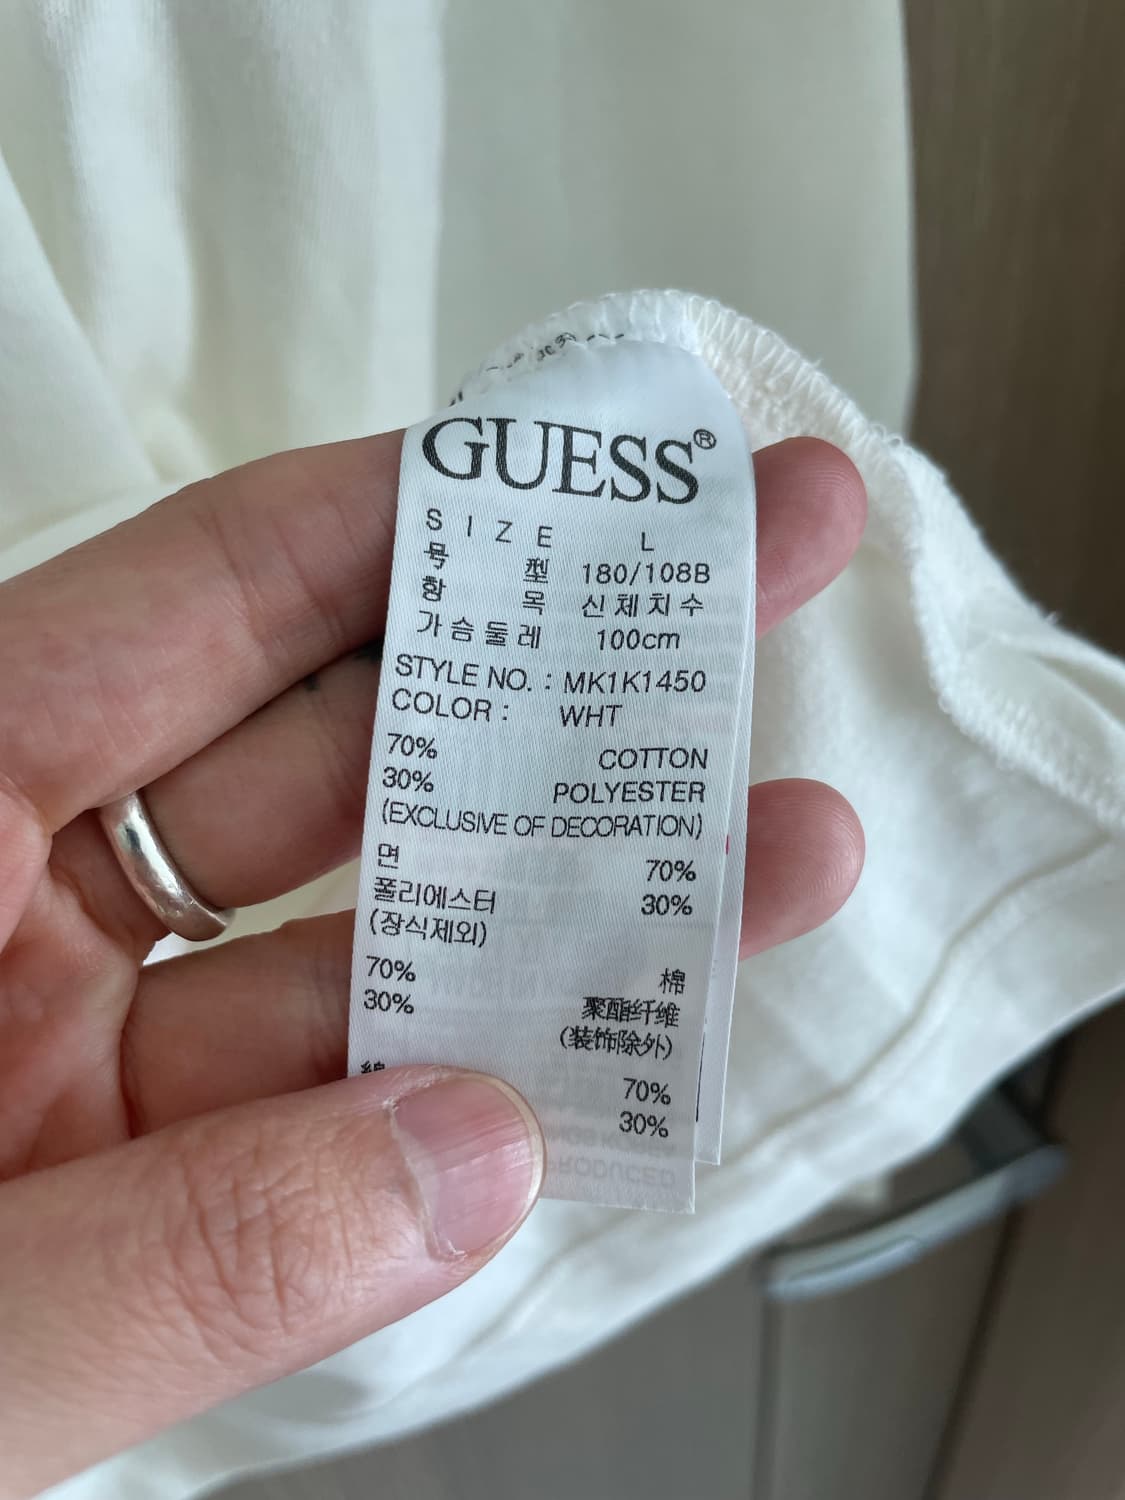 GUESS®
SIZE L
号型 180/108B
항목 신체치수
가슴둘레 100cm
STYLE NO. : MK1K1450
COLOR : WHT
70% COTTON
30% POLYESTER
(EXCLUSIVE OF DECORATION)
면 70%
폴리에스터 30%
(장식제외)
70% 棉
30% 聚酯纤维
(装饰除外)
70%
30%
PRODUCED